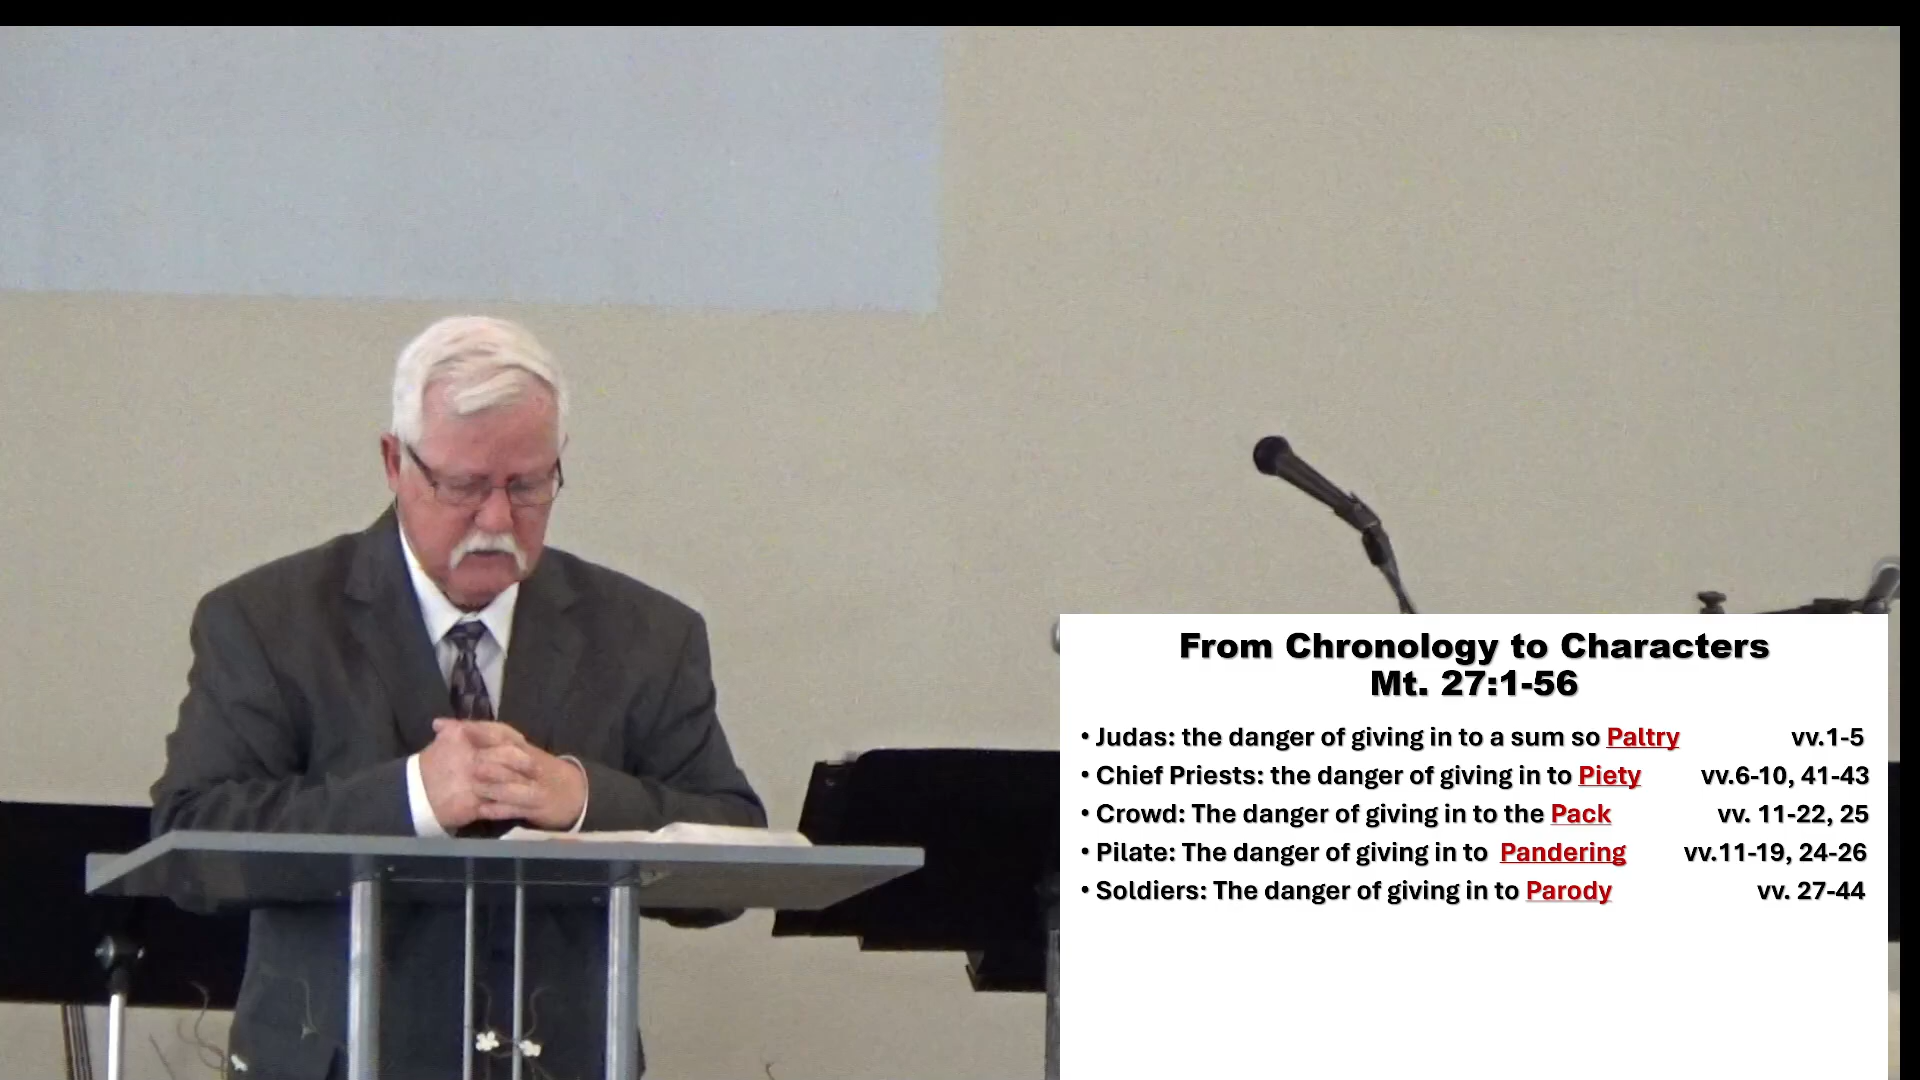 From Chronology to Characters
Mt. 27:1-56
• Judas: the danger of giving in to a sum so Paltry vv.1-5
• Chief Priests: the danger of giving in to Piety vv.6-10, 41-43
• Crowd: The danger of giving in to the Pack vv. 11-22, 25
• Pilate: The danger of giving in to Pandering vv.11-19, 24-26
• Soldiers: The danger of giving in to Parody vv. 27-44